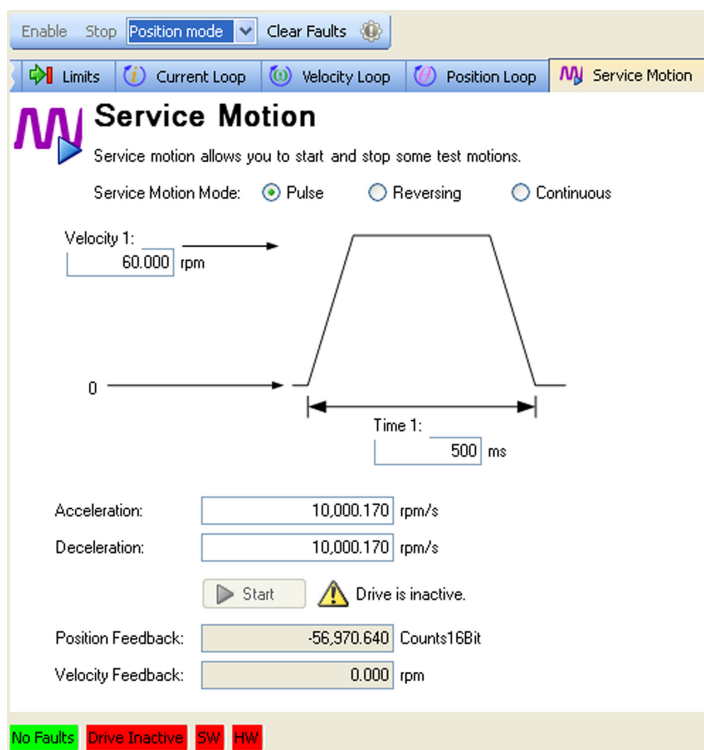 Enable Stop Position mode Clear Faults
Limits Current Loop Velocity Loop Position Loop Service Motion
Service Motion
Service motion allows you to start and stop some test motions.
Service Motion Mode: Pulse Reversing Continuous
Velocity 1:
60.000 rpm
0
Time 1:
500 ms
Acceleration: 10,000.170 rpm/s
Deceleration: 10,000.170 rpm/s
Start Drive is inactive.
Position Feedback: -56,970.640 Counts16Bit
Velocity Feedback: 0.000 rpm
No Faults Drive Inactive SW HW